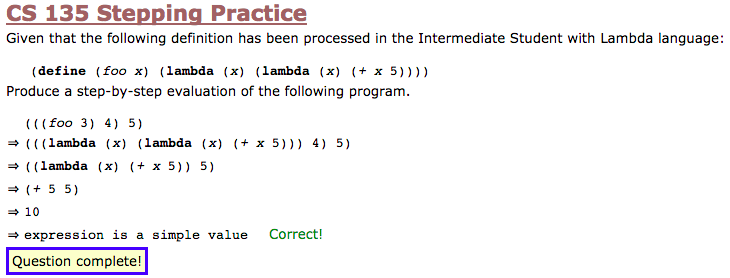 CS 135 Stepping Practice
Given that the following definition has been processed in the Intermediate Student with Lambda language:
(define (foo x) (lambda (x) (lambda (x) (+ x 5))))
Produce a step-by-step evaluation of the following program.
(((foo 3) 4) 5)
⇒ (((lambda (x) (lambda (x) (+ x 5))) 4) 5)
⇒ ((lambda (x) (+ x 5)) 5)
⇒ (+ 5 5)
⇒ 10
⇒ expression is a simple value Correct!
Question complete!